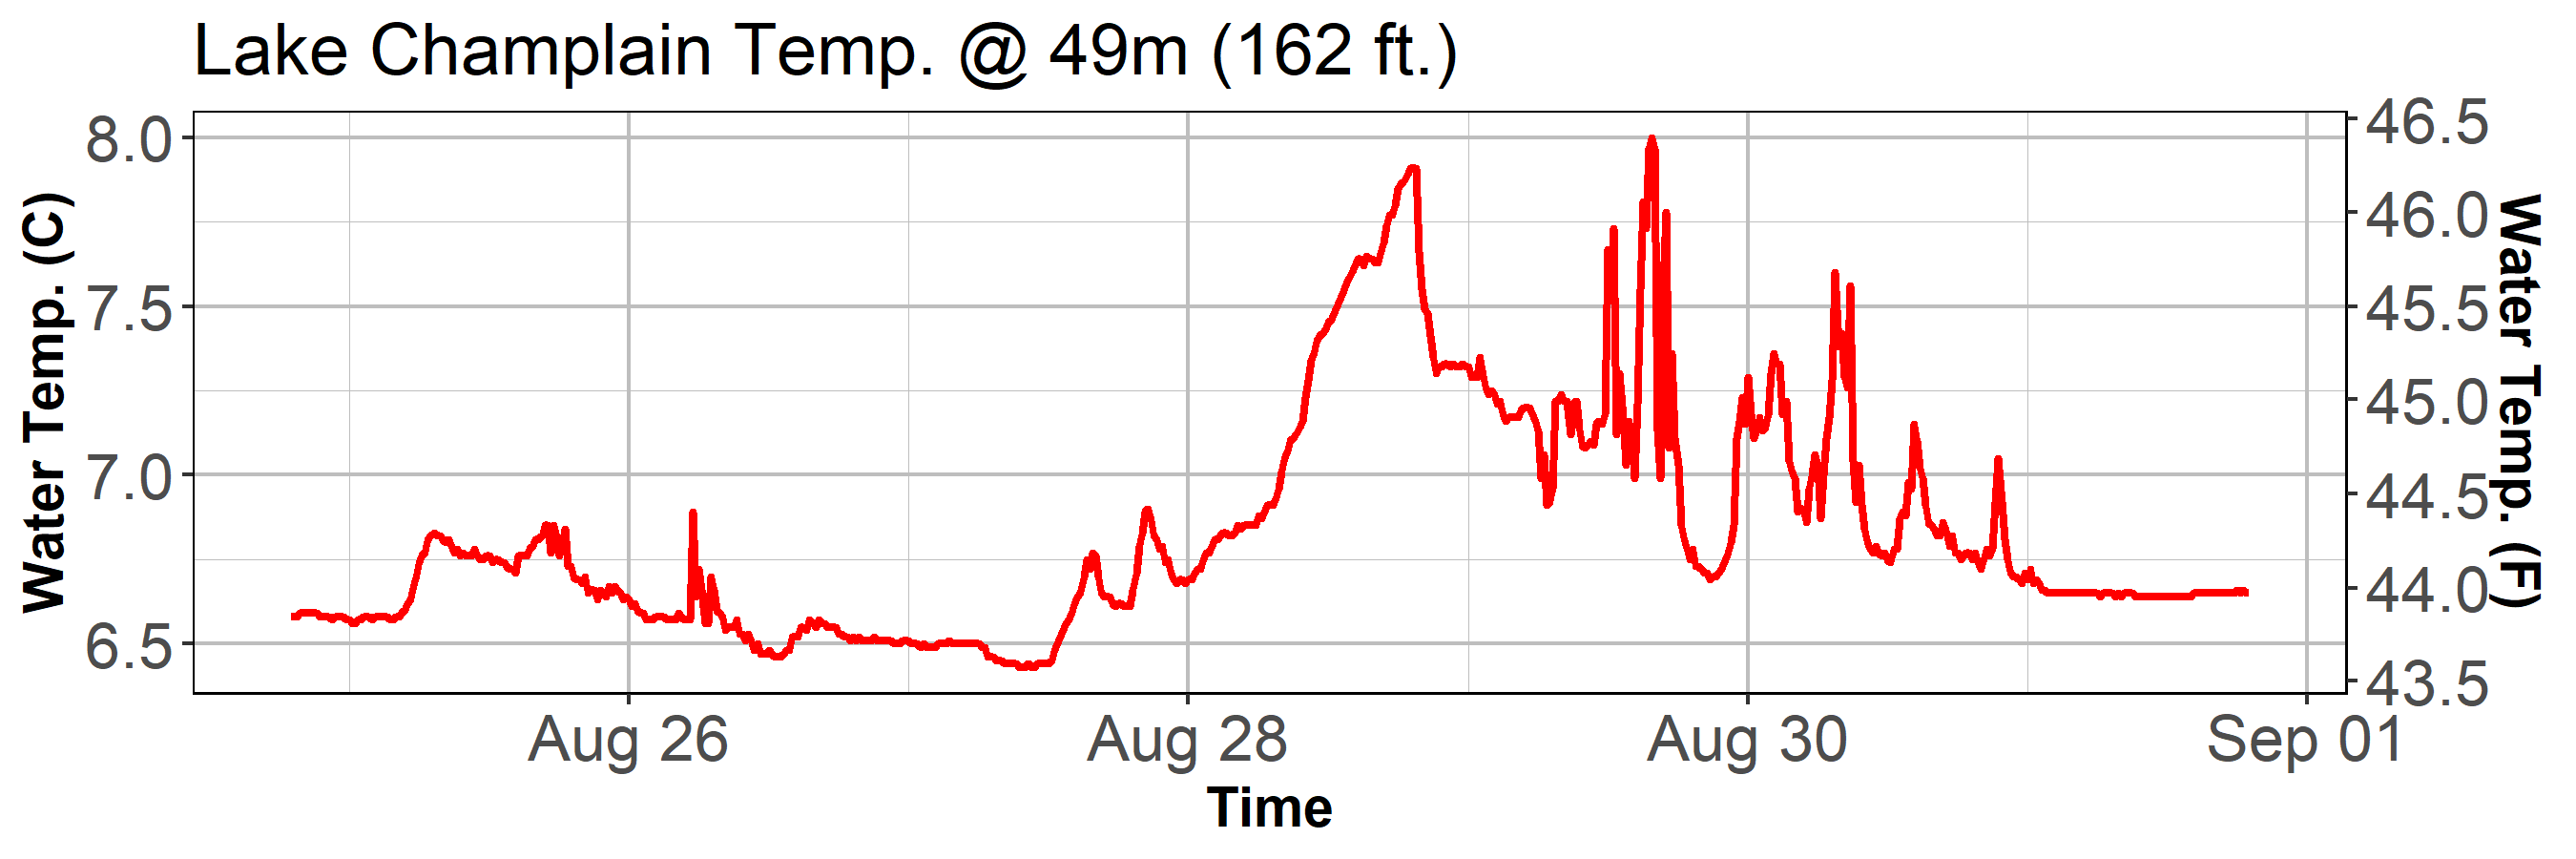 Lake Champlain Temp. @ 49m (162 ft.)
Water Temp. (C)
8.0
7.5
7.0
6.5
46.5
46.0
45.5
45.0
44.5
44.0
43.5
Water Temp. (F)
Aug 26
Aug 28
Aug 30
Sep 01
Time